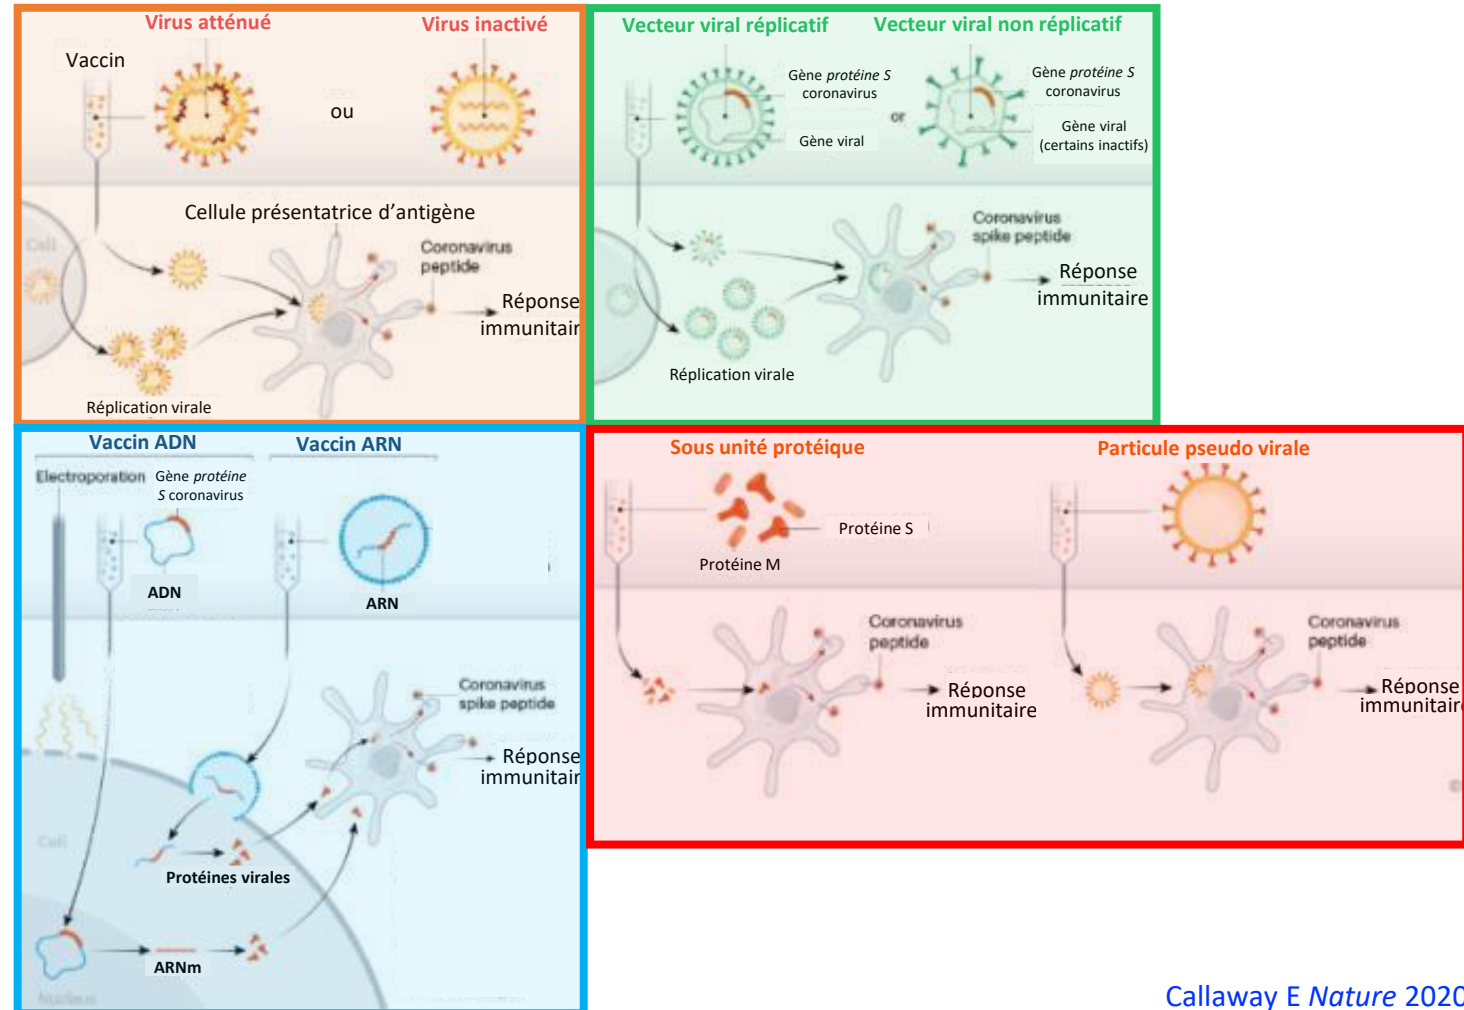 Virus atténué
Virus inactivé
Vaccin
ou
Cellule présentatrice d'antigène
Cell
Coronavirus
peptide
Réponse
immunitair
Réplication virale
Vecteur viral réplicatif
Vecteur viral non réplicatif
Gène protéine S
coronavirus
Gène viral
or
Gène protéine S
coronavirus
Gène viral
(certains inactifs)
Coronavirus
spike peptide
Réponse
immunitaire
Réplication virale
Vaccin ADN
Vaccin ARN
Electroporation
Gène protéine
S coronavirus
ADN
ARN
Coronavirus
spike peptide
Réponse
immunitair
Cell
Protéines virales
ARNm
Nucleus
Sous unité protéique
Particule pseudo virale
Protéine S
Protéine M
Coronavirus
peptide
Réponse
immunitaire
Coronavirus
peptide
Réponse
immunitair
Callaway E Nature 2020